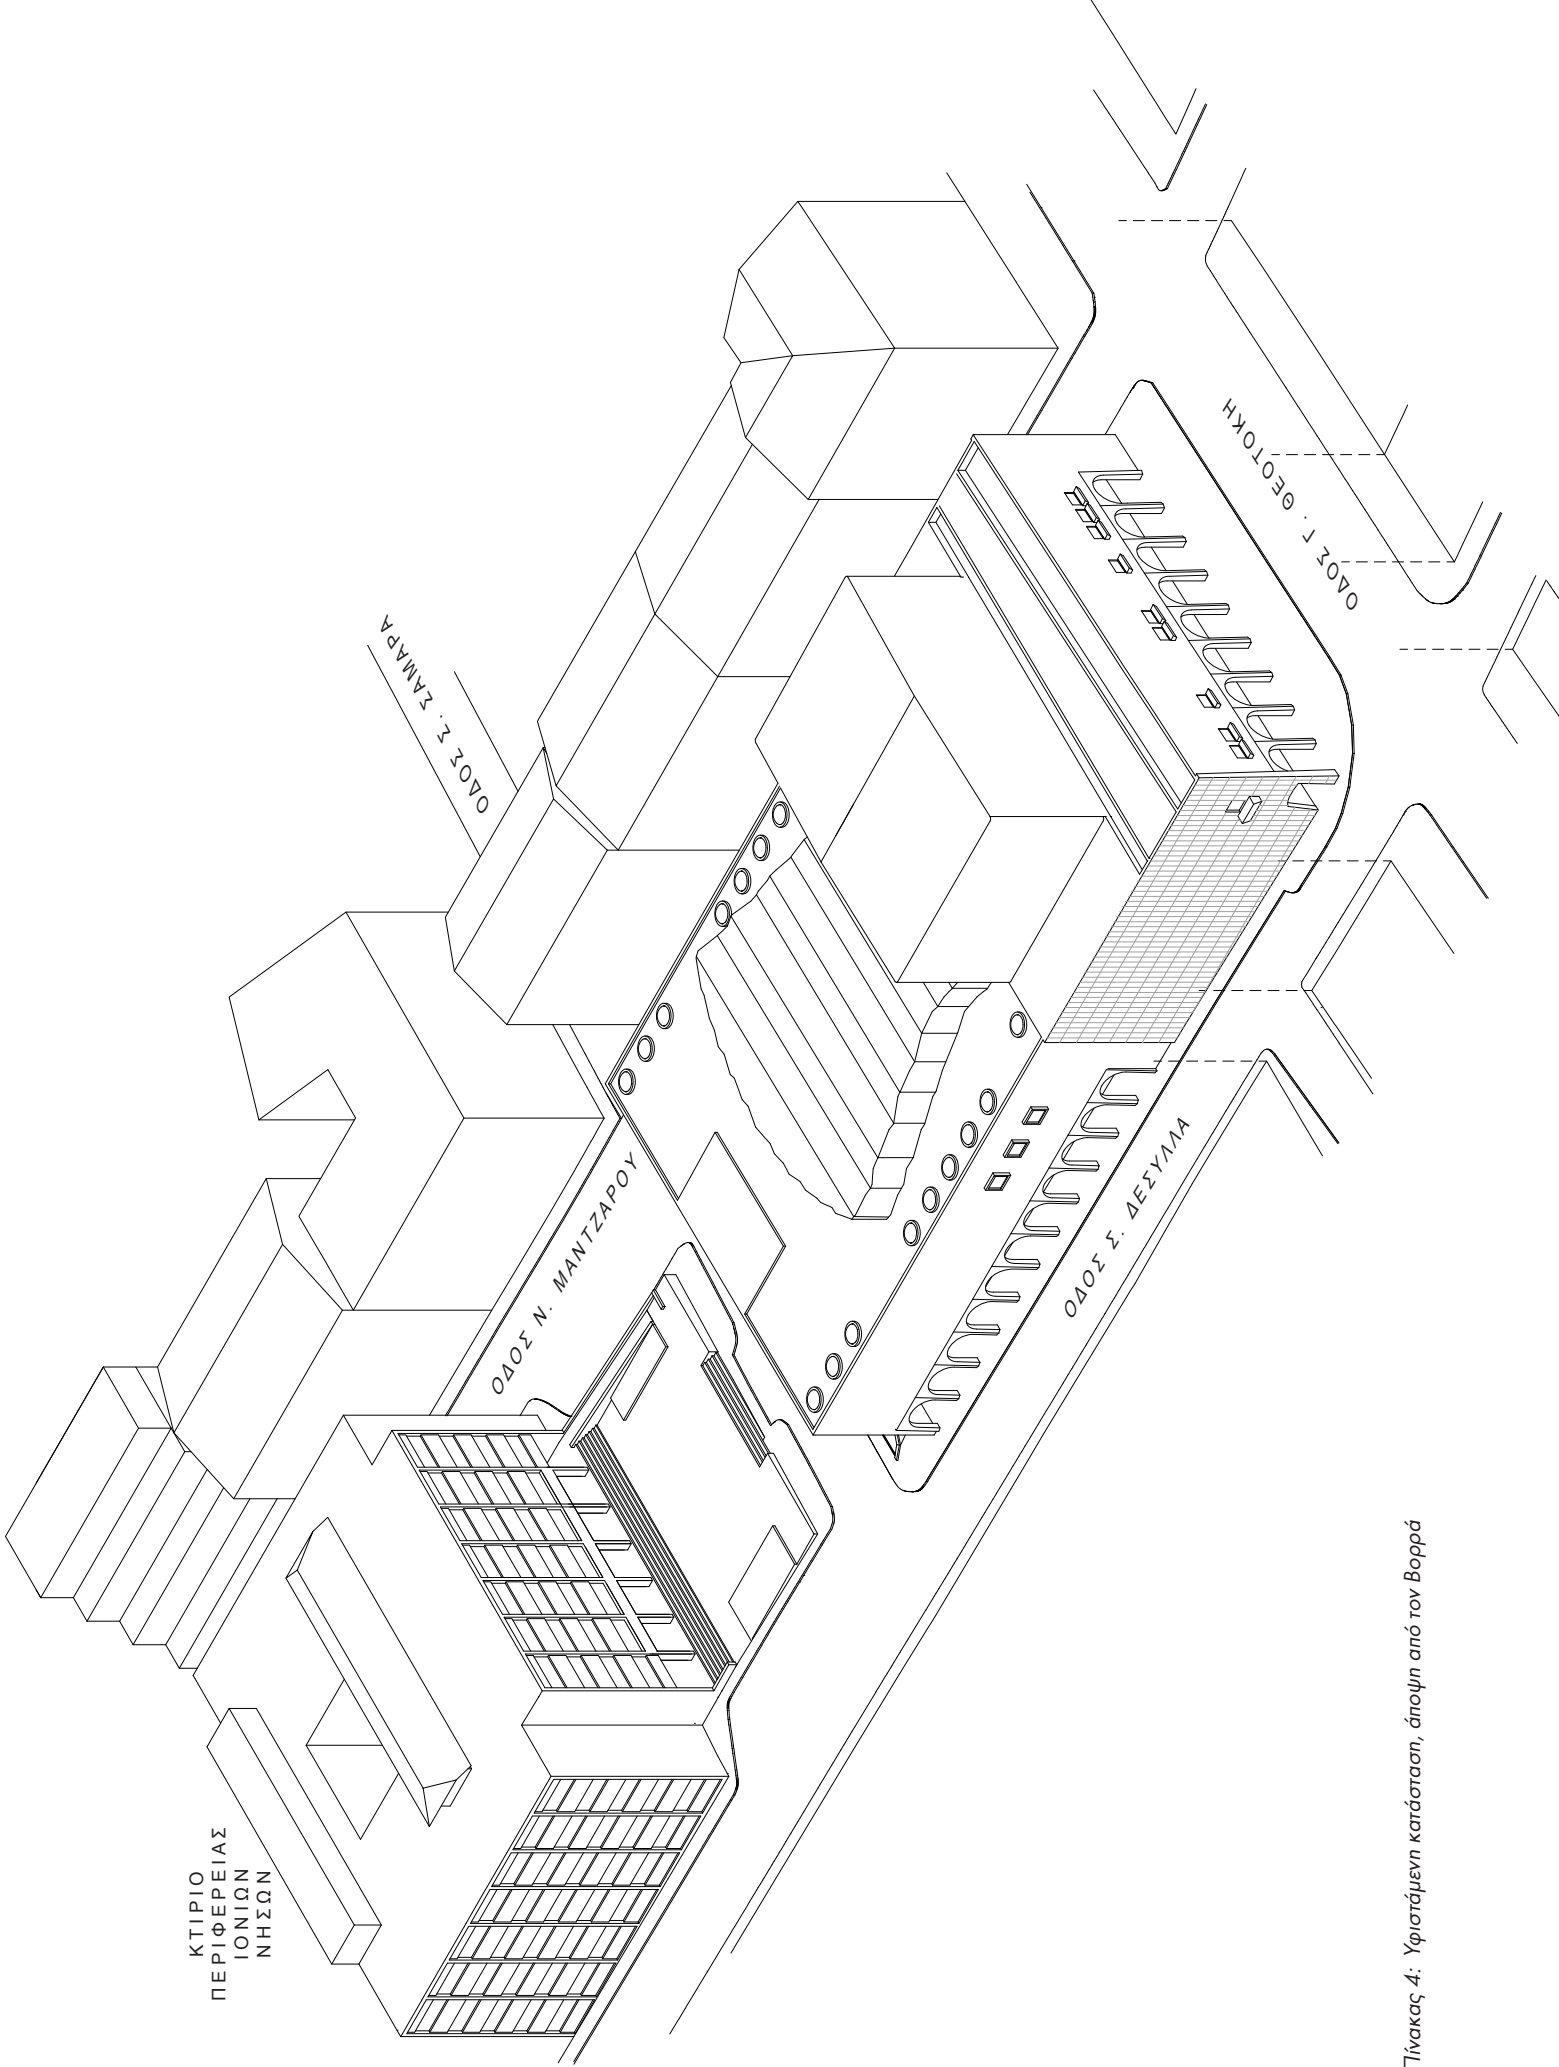 ΚΤΙΡΙΟ
ΠΕΡΙΦΕΡΕΙΑΣ
ΙΟΝΙΩΝ
ΝΗΣΩΝ
ΟΔΟΣ Σ. ΣΑΜΑΡΑ
ΟΔΟΣ Ν. ΜΑΝΤΖΑΡΟΥ
ΟΔΟΣ Γ. ΘΕΟΤΟΚΗ
ΟΔΟΣ Σ. ΔΕΣΥΛΛΑ
Πίνακας 4: Υφιστάμενη κατάσταση, άποψη από τον Βορρά